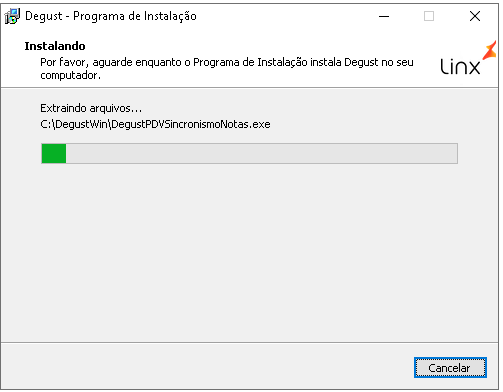 Degust - Programa de Instalação
Instalando
Por favor, aguarde enquanto o Programa de Instalação instala Degust no seu
computador.
Linx
Extraindo arquivos...
C:\DegustWin\DegustPDVSincronismoNotas.exe
Cancelar